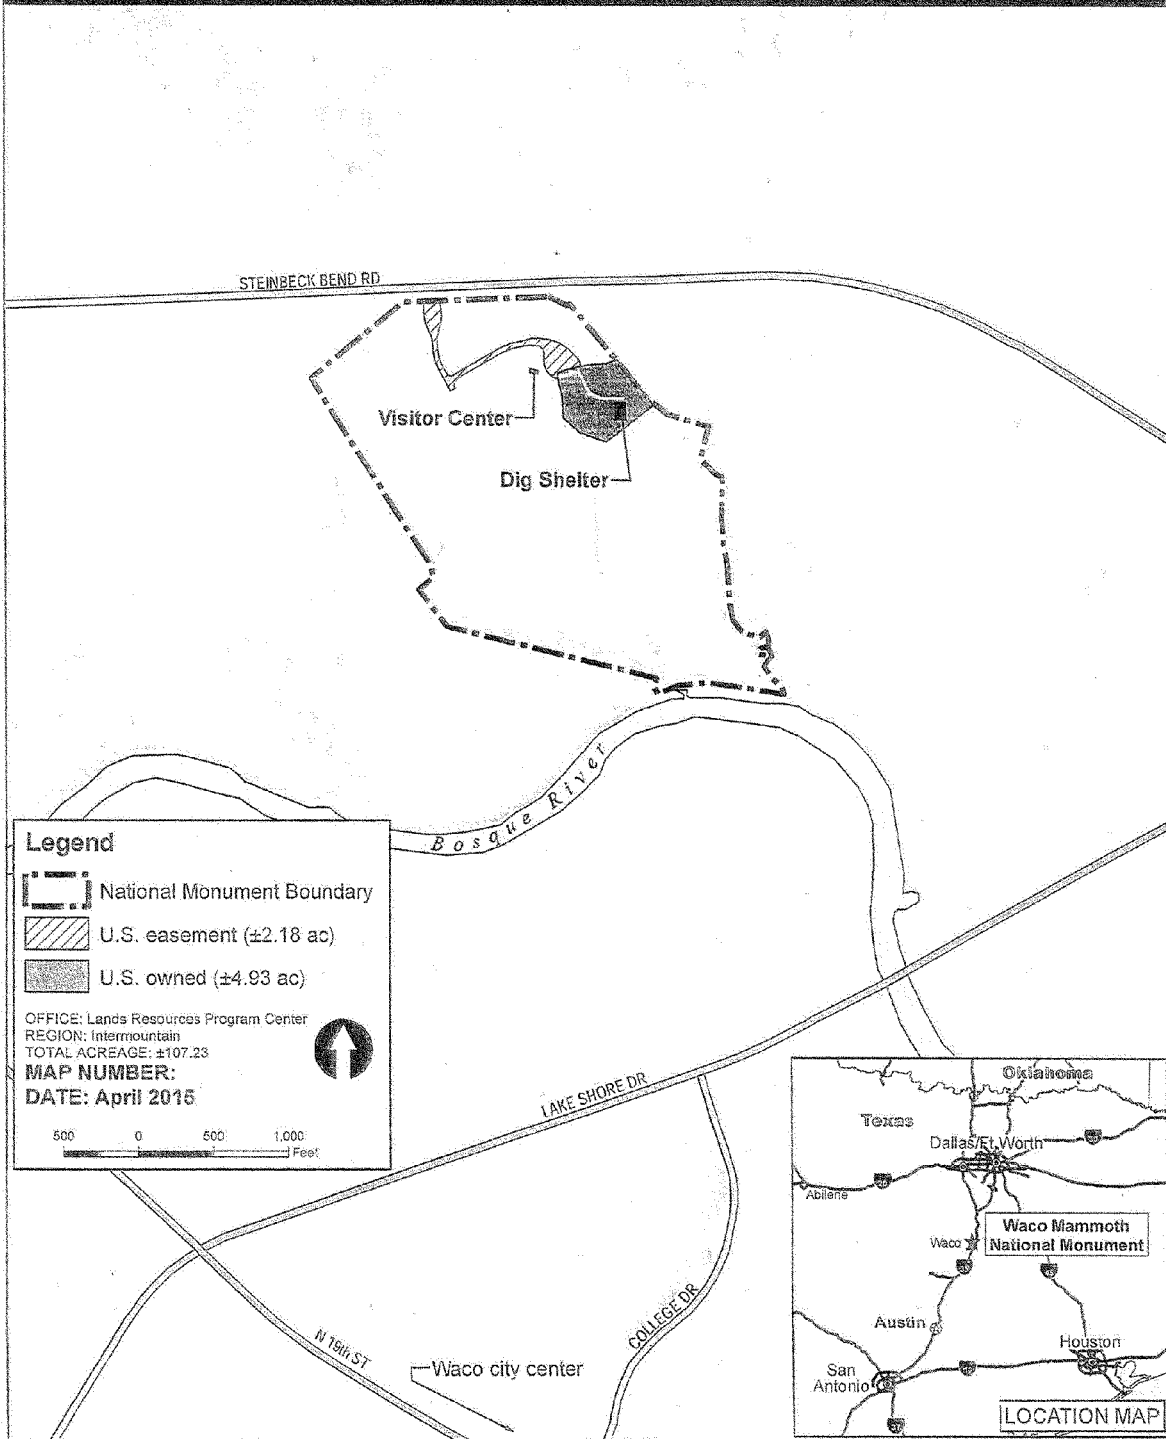 STEINBECK BEND RD
Visitor Center
Dig Shelter
Bosque River
Legend
National Monument Boundary
U.S. easement (±2.18 ac)
U.S. owned (±4.93 ac)
OFFICE: Lands Resources Program Center
REGION: Intermountain
TOTAL ACREAGE: ±107.23
MAP NUMBER:
DATE: April 2015
500 0 500 1,000
Feet
LAKE SHORE DR
N 19th ST
COLLEGE DR
Waco city center
Oklahoma
Texas
Dallas/Ft.Worth
Abilene
Waco
Waco Mammoth
National Monument
Austin
Houston
San
Antonio
LOCATION MAP